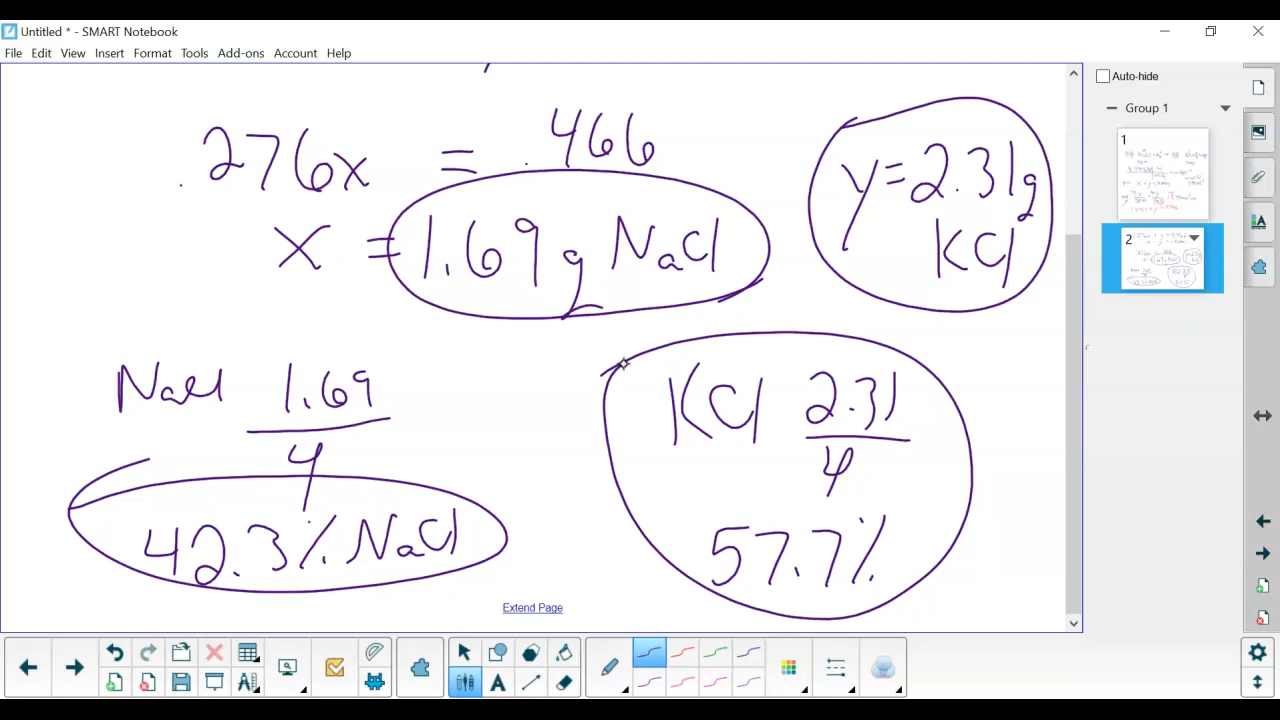 Untitled * - SMART Notebook
File Edit View Insert Format Tools Add-ons Account Help
.276x = .466
x = 1.69 g NaCl
y = 2.31g
KCl
NaCl 1.69
4
42.3% NaCl
KCl 2.31
4
57.7%
Extend Page
Auto-hide
Group 1
1
2